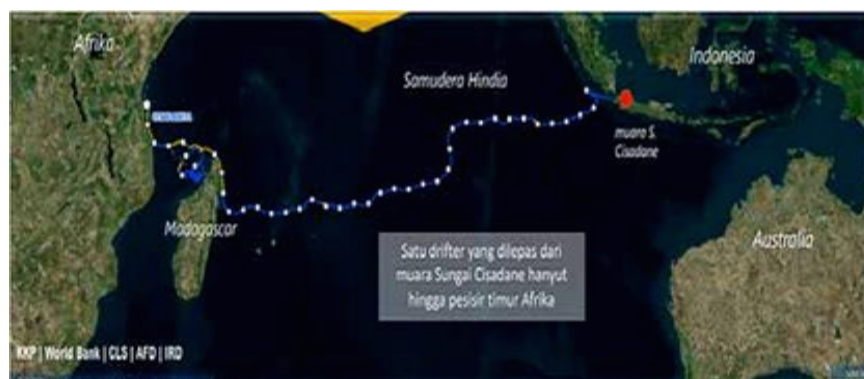 Afrika
Indonesia
Samudera Hindia
muara S.
Cisadane
Madagascar
Australia
Satu drifter yang dilepas dari
muara Sungai Cisadane hanyut
hingga pesisir timur Afrika
KKP | World Bank | CLS | AFD | IRD